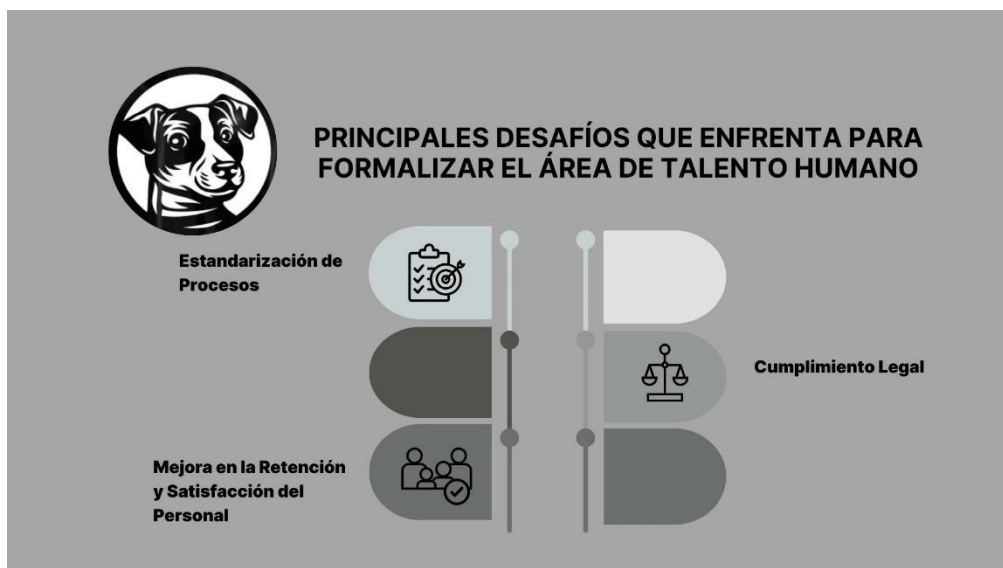 PRINCIPALES DESAFÍOS QUE ENFRENTA PARA
FORMALIZAR EL ÁREA DE TALENTO HUMANO
Estandarización de
Procesos
Cumplimiento Legal
Mejora en la Retención
y Satisfacción del
Personal